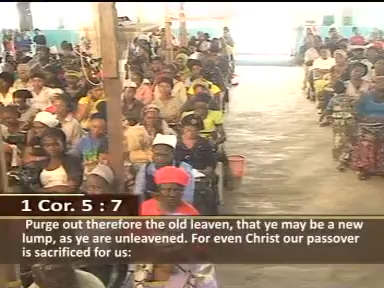 1 Cor. 5 : 7
Purge out therefore the old leaven, that ye may be a new
lump, as ye are unleavened. For even Christ our passover
is sacrificed for us: